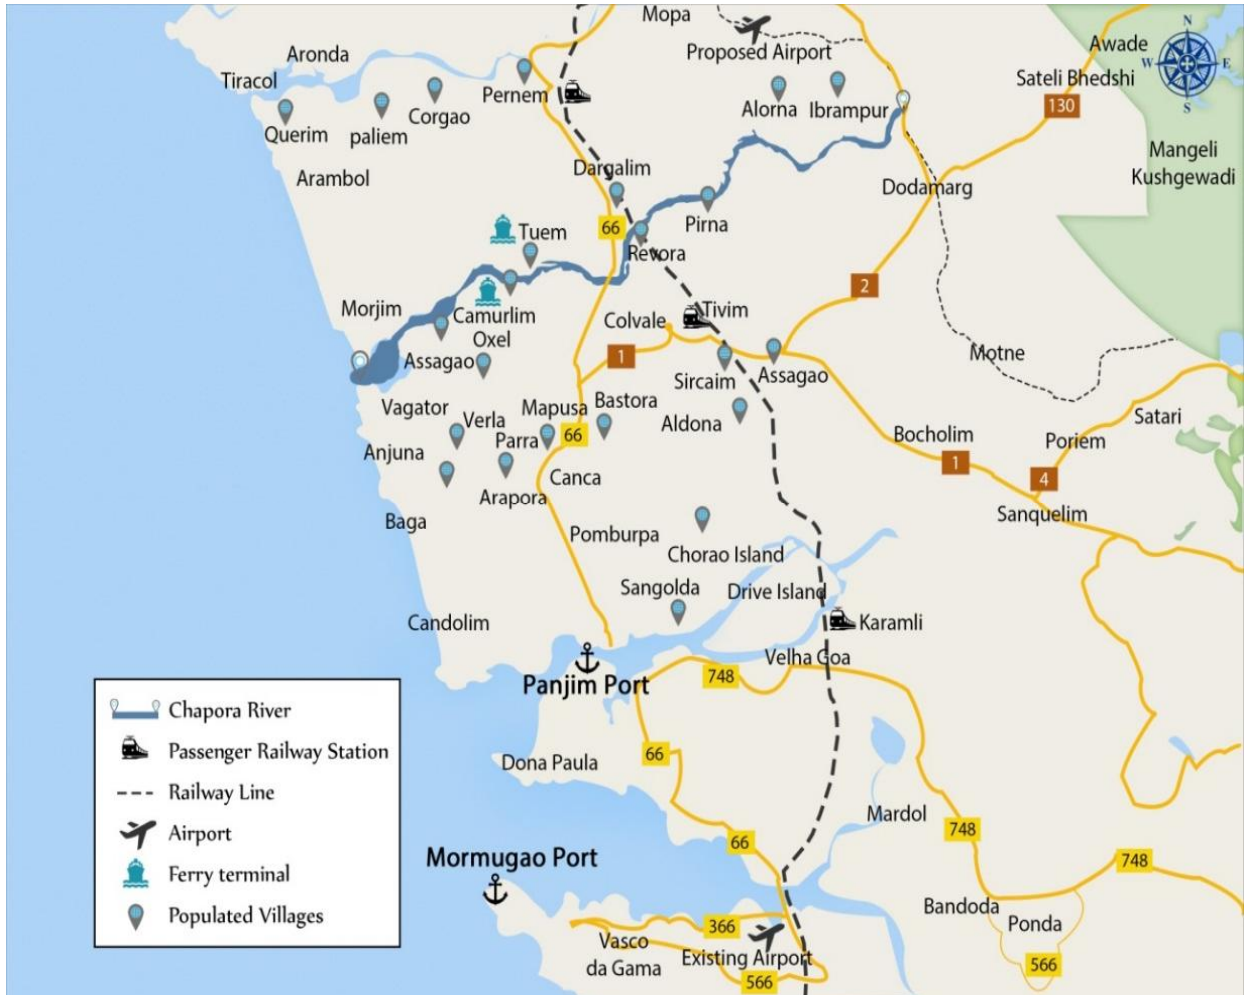 Mopa
Proposed Airport
Awade
Sateli Bhedshi
N
W
E
S
Aronda
Tiracol
Pernem
Corgao
Querim
paliem
Alorna
Ibrampur
130
Mangeli
Kushgewadi
Arambol
Dargalim
Dodamarg
66
Tuem
Pirna
Revora
2
Morjim
Camurlim
Oxel
Colvale
Tivim
Assagao
1
Sircaim
Assagao
Motne
Vagator
Verla
Mapusa
Bastora
Aldona
Satari
Parra
66
Bocholim
Poriem
Anjuna
Arapora
Canca
1
4
Sanquelim
Baga
Pomburpa
Chorao Island
Sangolda
Drive Island
Candolim
Karamli
Velha Goa
Panjim Port
748
66
Dona Paula
Mardol
66
748
748
Mormugao Port
Bandoda
Ponda
366
Vasco
da Gama
Existing Airport
566
566
Chapora River
Passenger Railway Station
Railway Line
Airport
Ferry terminal
Populated Villages